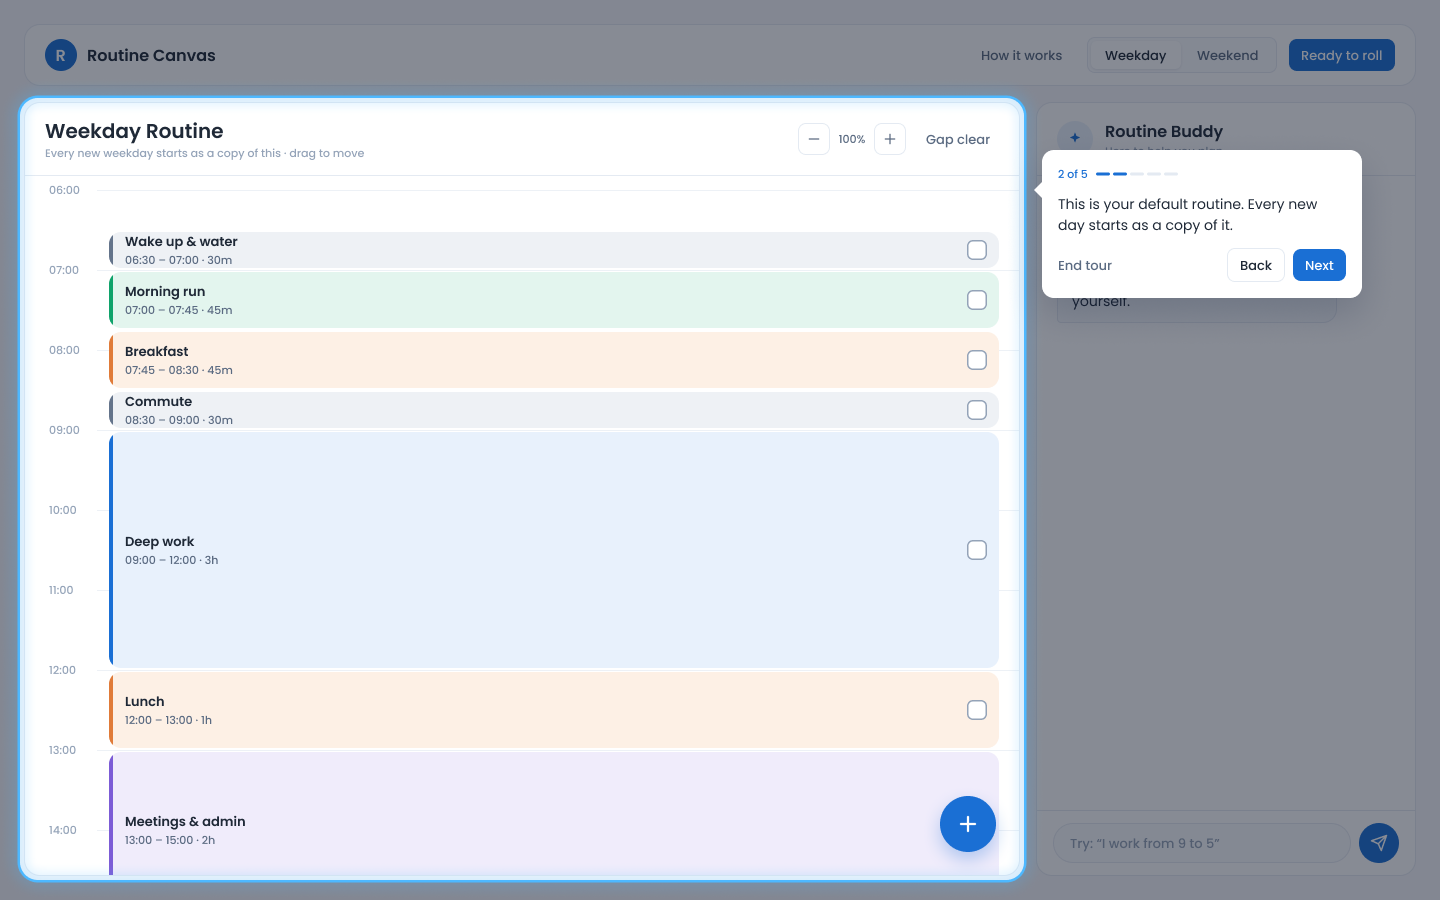 R
Routine Canvas
How it works
Weekday
Weekend
Ready to roll
Weekday Routine
Every new weekday starts as a copy of this · drag to move
100%
Gap clear
06:00
07:00
08:00
09:00
10:00
11:00
12:00
13:00
14:00
Wake up & water
06:30 – 07:00 · 30m
Morning run
07:00 – 07:45 · 45m
Breakfast
07:45 – 08:30 · 45m
Commute
08:30 – 09:00 · 30m
Deep work
09:00 – 12:00 · 3h
Lunch
12:00 – 13:00 · 1h
Meetings & admin
13:00 – 15:00 · 2h
Routine Buddy
2 of 5
This is your default routine. Every new
day starts as a copy of it.
End tour
Back
Next
yourself.
Try: “I work from 9 to 5”